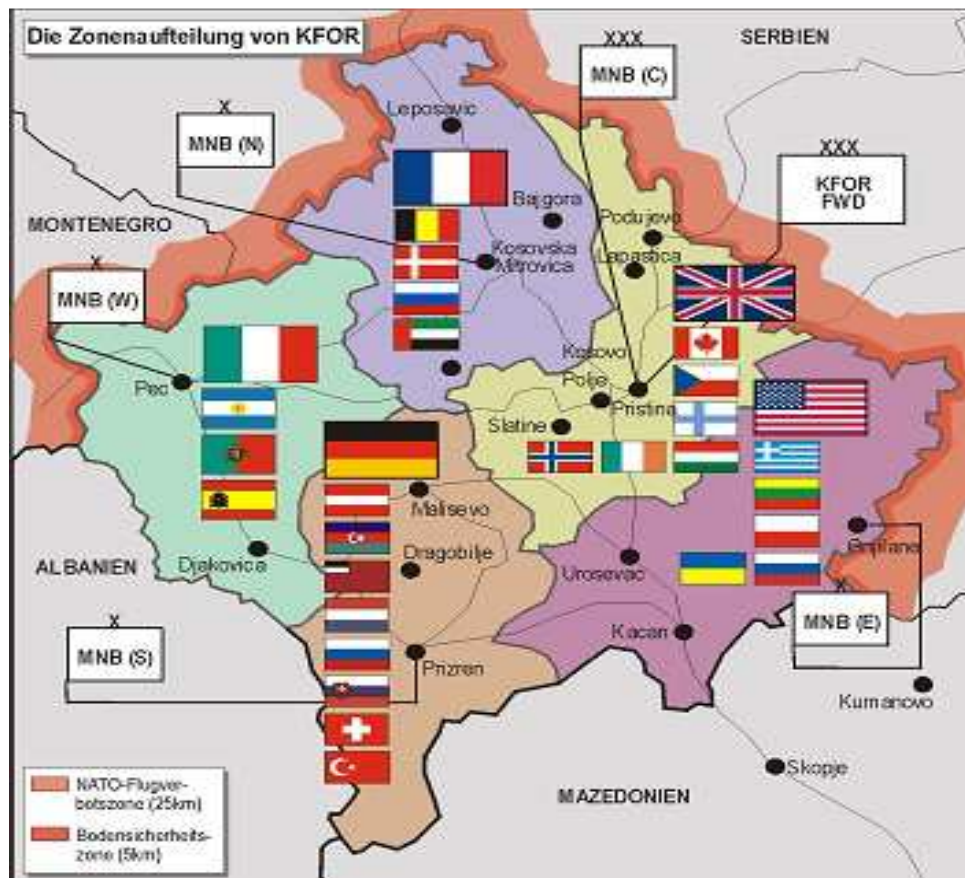 Die Zonenaufteilung von KFOR
XXX
MNB (C)
SERBIEN
X
MNB (N)
Leposavic
XXX
KFOR
FWD
Bajgora
Podujevo
MONTENEGRO
Kosovska
Mitrovica
Lapastica
X
MNB (W)
Kosovo
Polje
Pec
Pristina
Slatine
Malisevo
ALBANIEN
Djakovica
Dragobilje
Urosevac
Gnjilane
X
MNB (E)
X
MNB (S)
Kacan
Prizren
Kumanovo
Skopje
MAZEDONIEN
NATO-Flugver-
botszone (25km)
Bodensicherheits-
zone (5km)